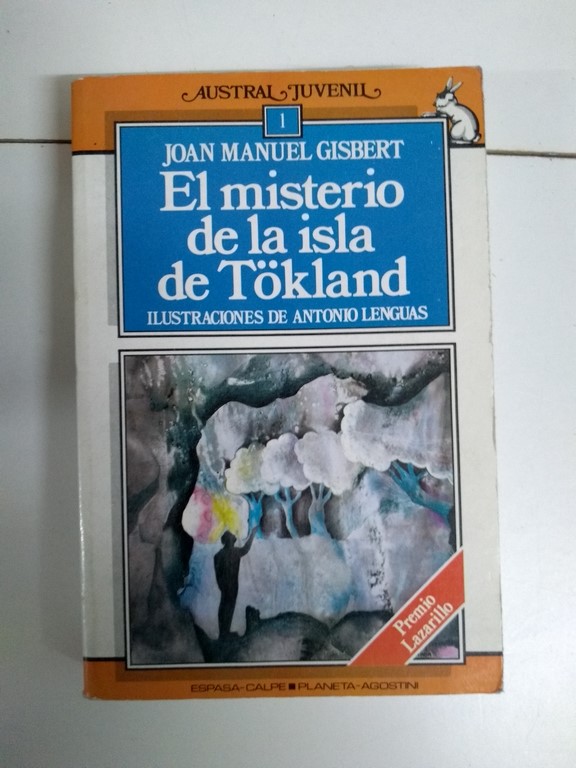 AUSTRAL JUVENIL
1
JOAN MANUEL GISBERT
El misterio
de la isla
de Tökland
ILUSTRACIONES DE ANTONIO LENGUAS
Premio
Lazarillo
ESPASA-CALPE ■ PLANETA-AGOSTINI